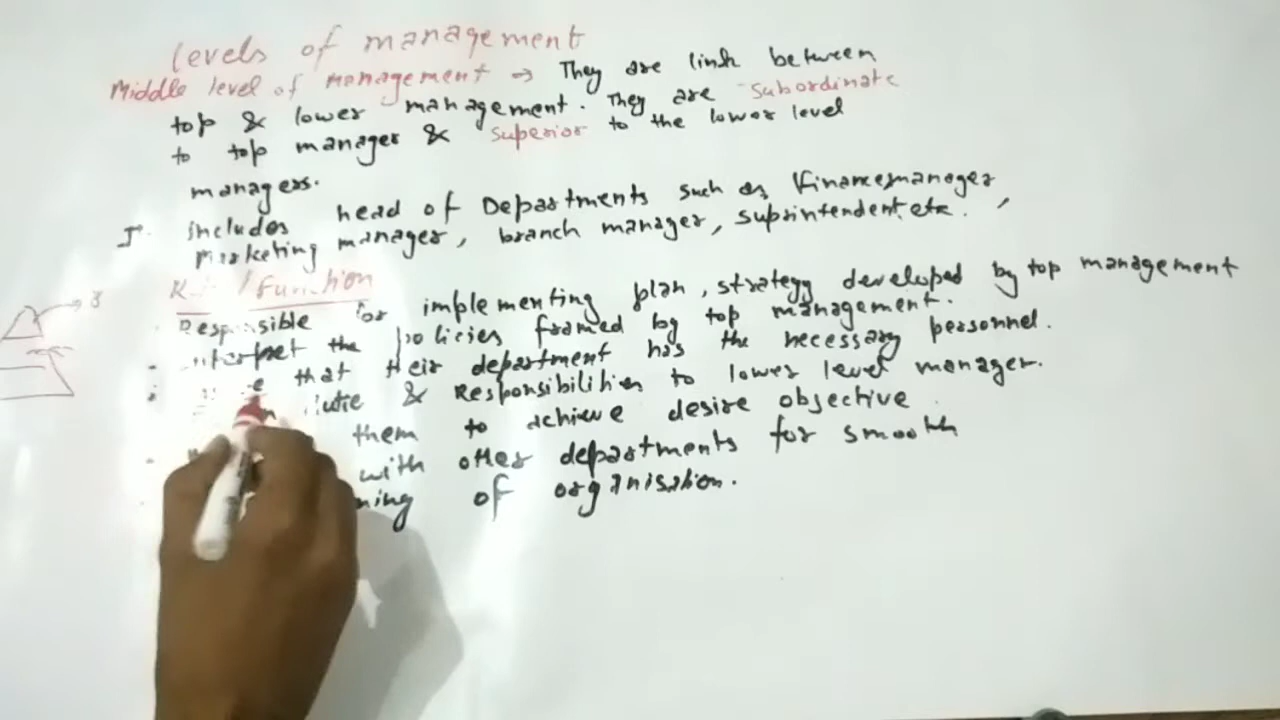 levels of management
Middle level of management → They are link between
top & lower management. They are subordinate
to top manager & superior to the lower level
managers.
I. includes head of Departments such as Finance manager,
Marketing manager, branch manager, suprintendent, etc.
/ function
Responsible for implementing plan, strategy developed by top management
the policies framed by top management.
that their department has the necessary personnel.
& Responsibilities to lower level manager.
them to achieve desire objective
with other departments for smooth
of organisation.